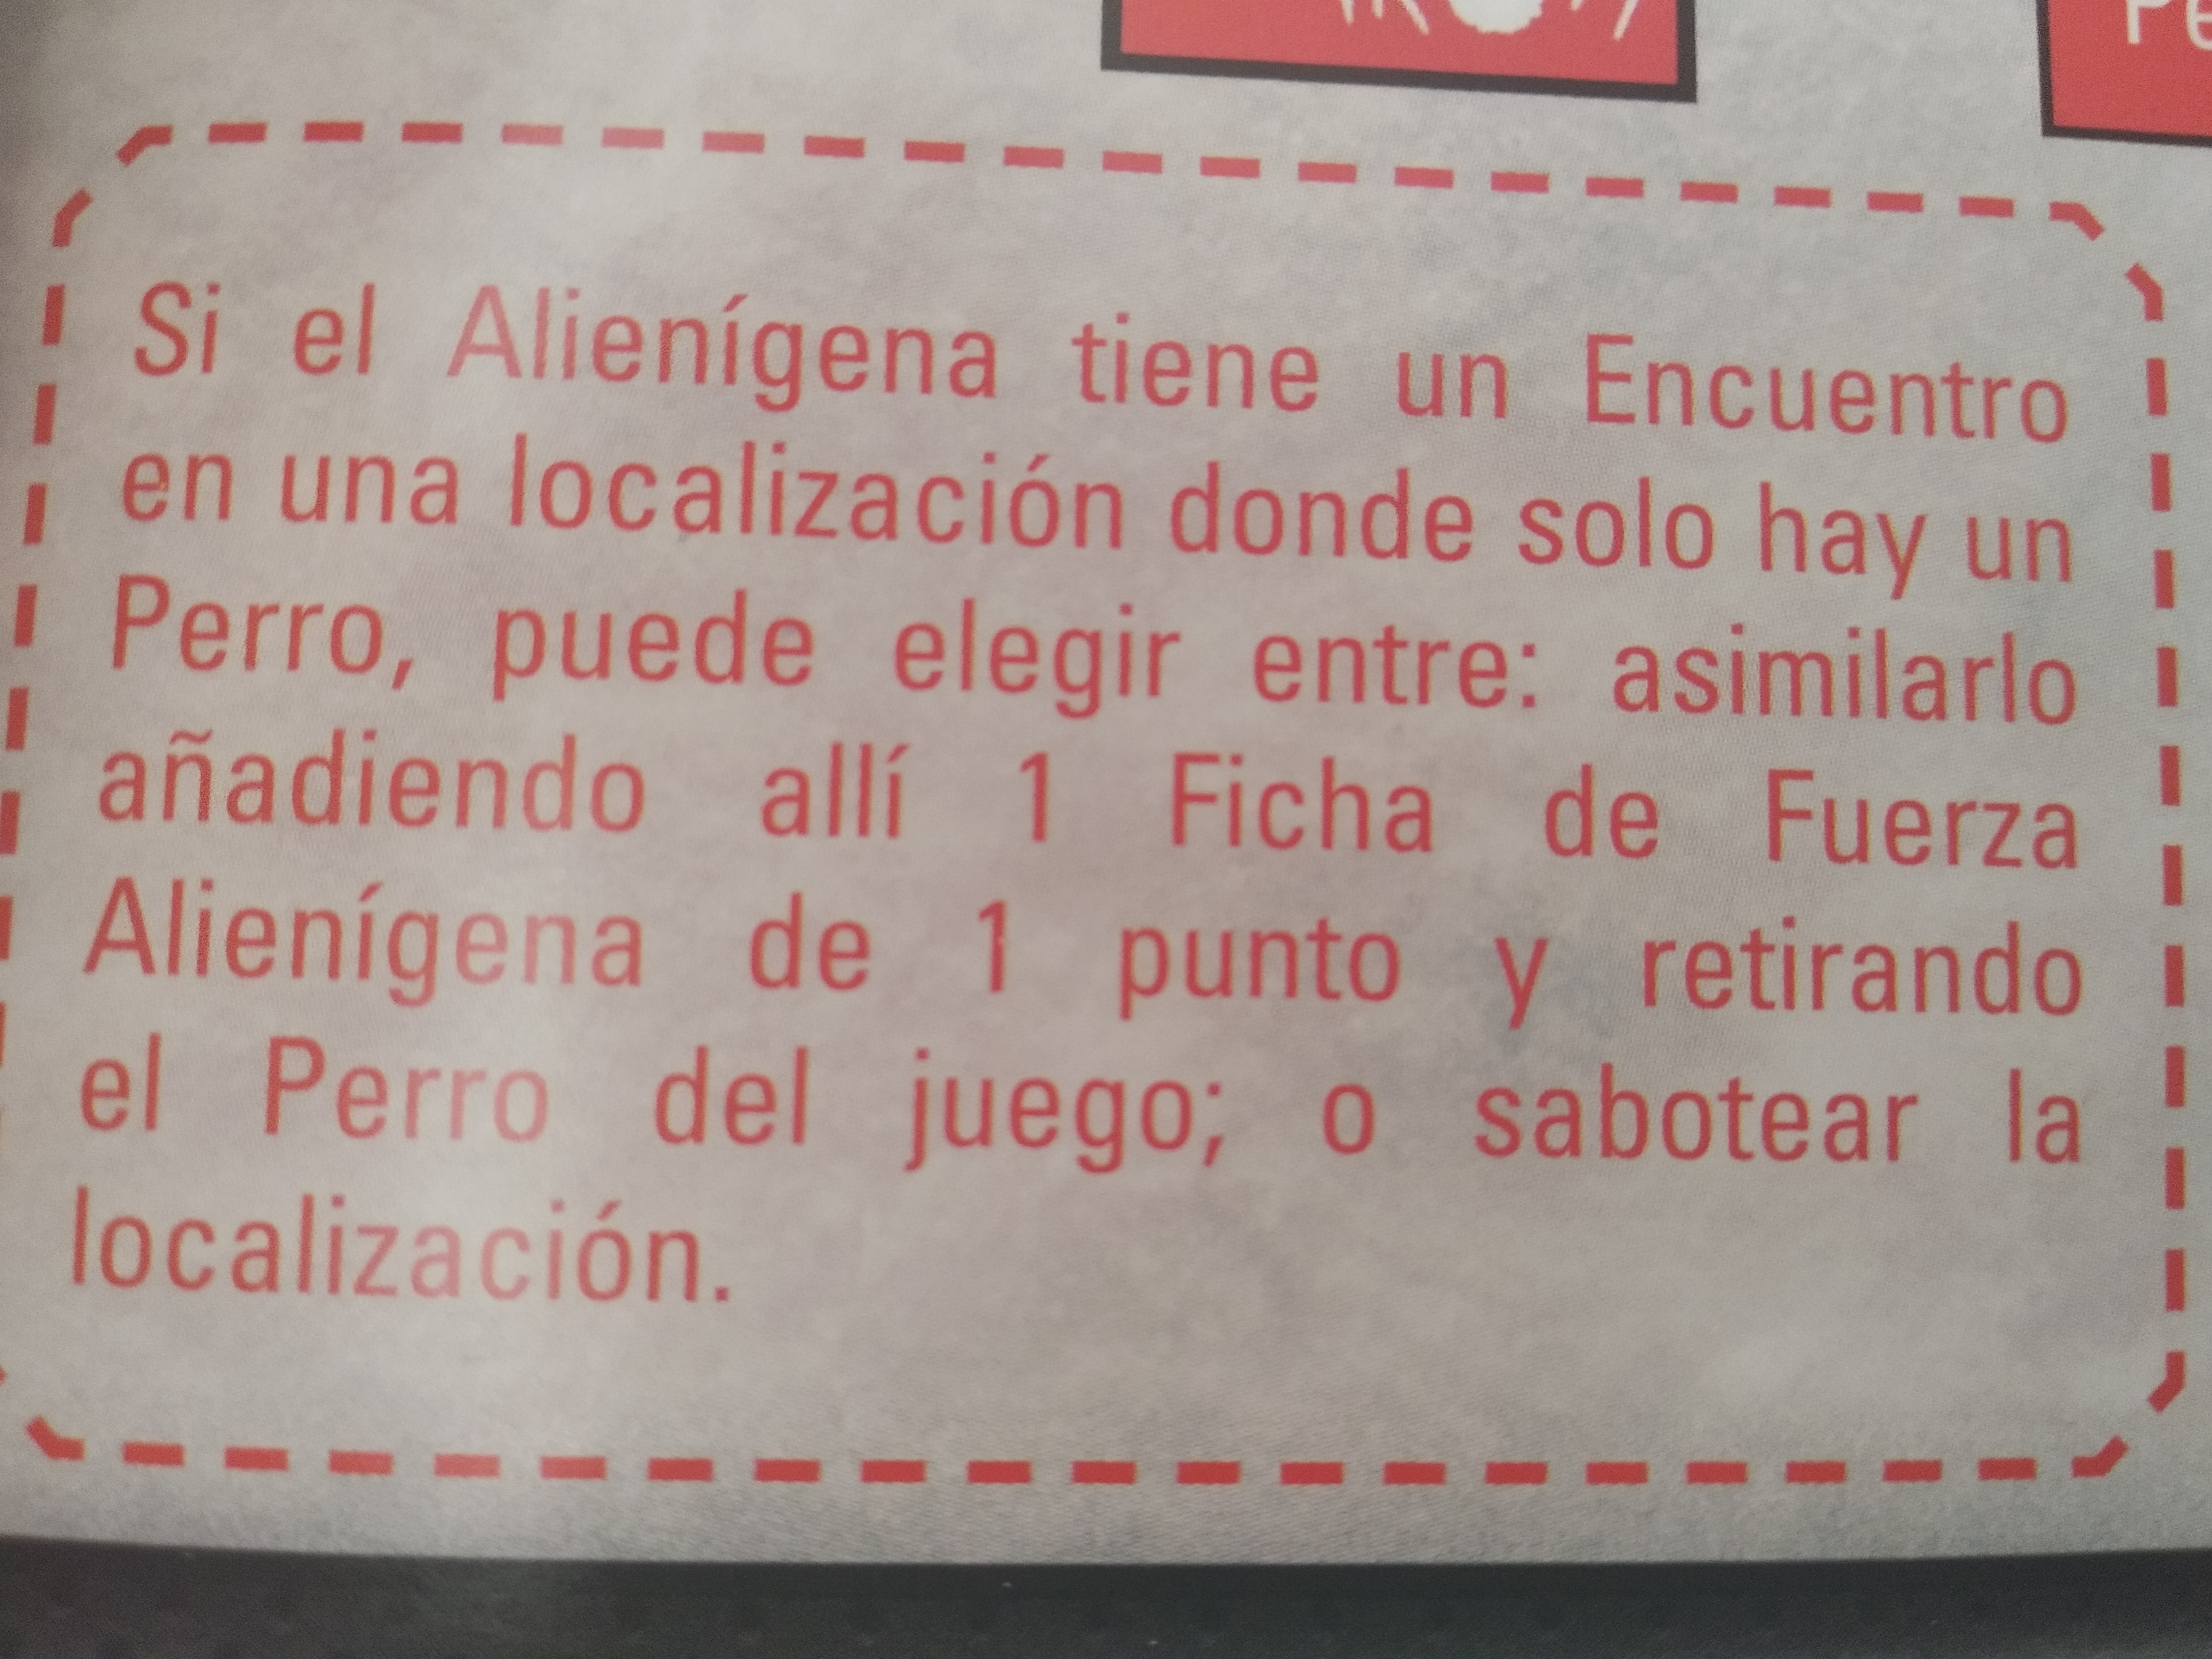 Si el Alienígena tiene un Encuentro
en una localización donde solo hay un
Perro, puede elegir entre: asimilarlo
añadiendo allí 1 Ficha de Fuerza
Alienígena de 1 punto y retirando
el Perro del juego; o sabotear la
localización.